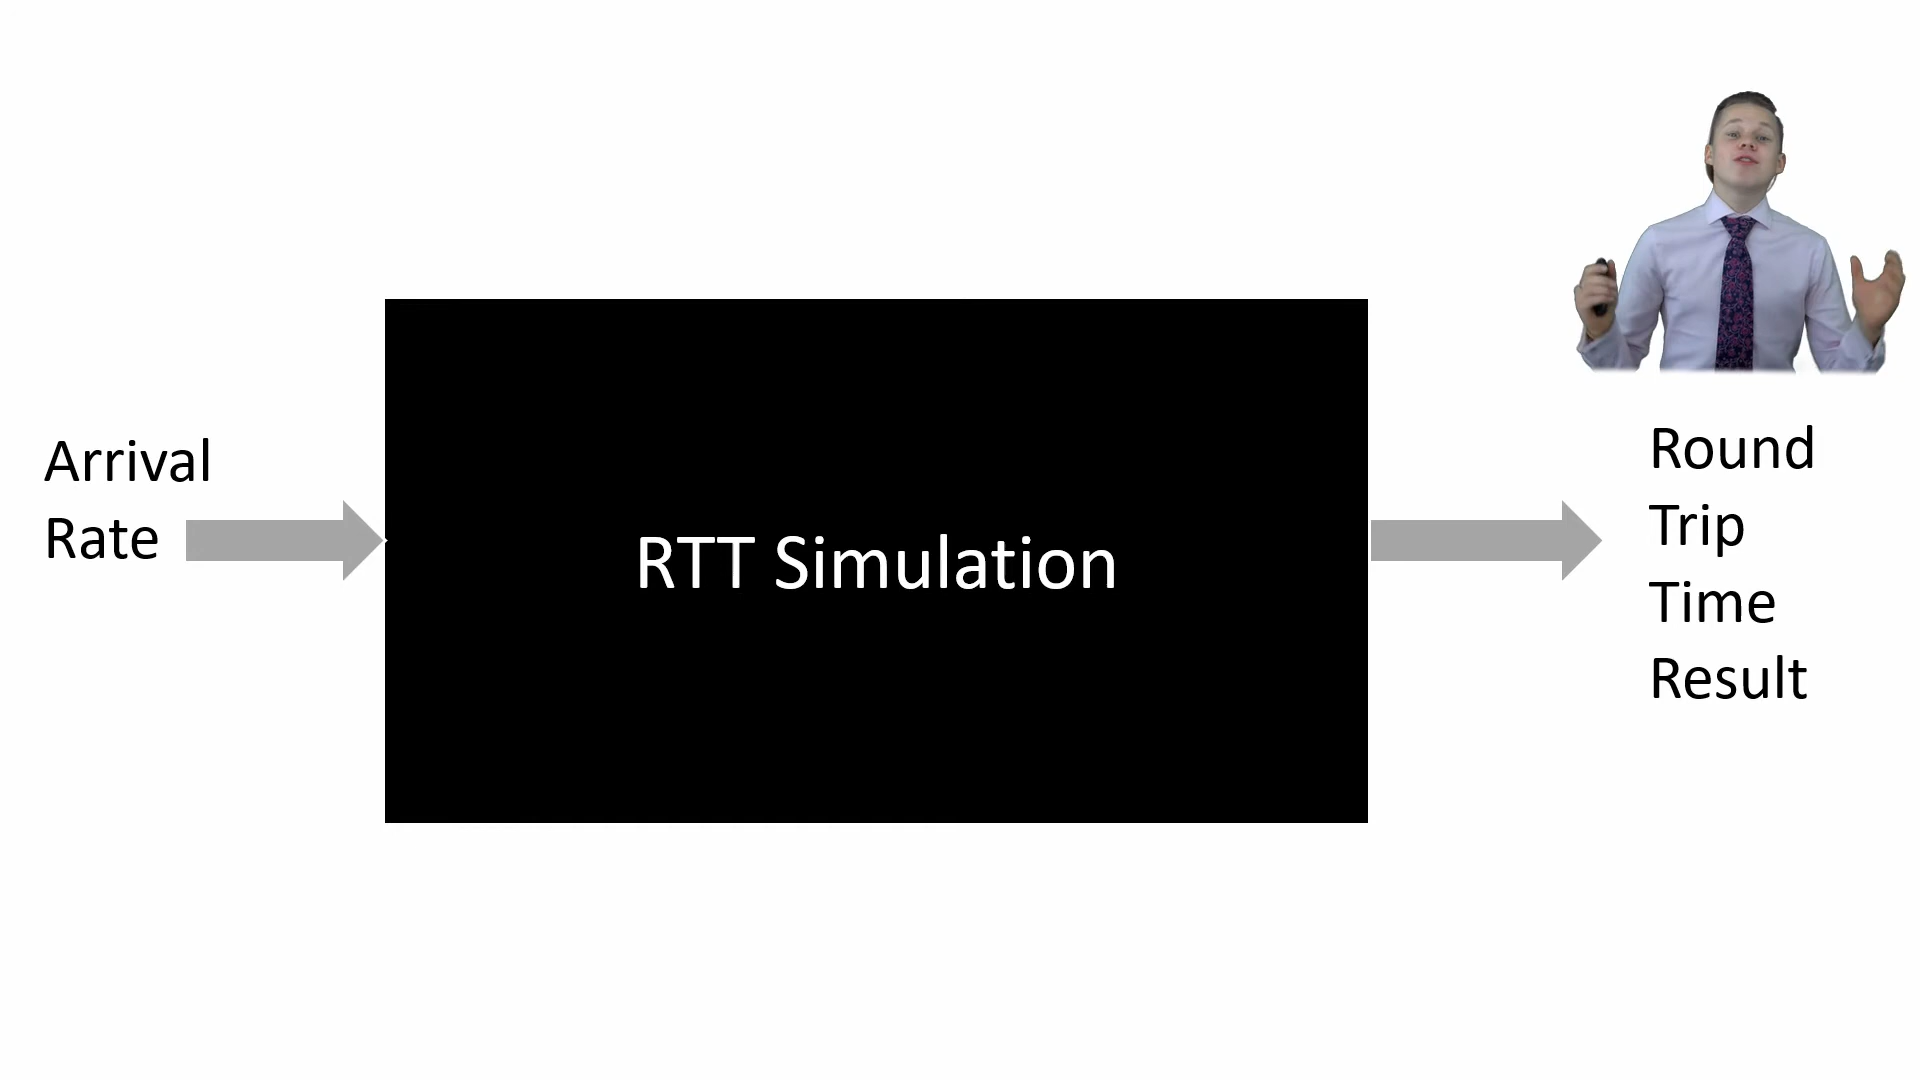 Arrival
Rate
RTT Simulation
Round
Trip
Time
Result